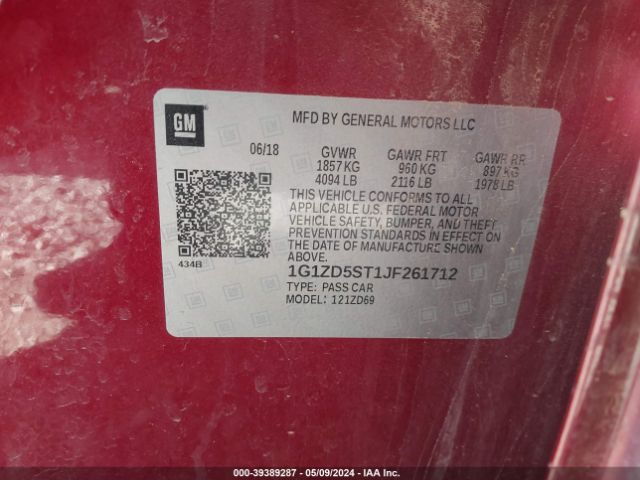 GM
MFD BY GENERAL MOTORS LLC
06/18 GVWR GAWR FRT GAWR RR
1857 KG 960 KG 897 KG
4094 LB 2116 LB 1978 LB
THIS VEHICLE CONFORMS TO ALL
APPLICABLE U.S. FEDERAL MOTOR
VEHICLE SAFETY, BUMPER, AND THEFT
PREVENTION STANDARDS IN EFFECT ON
THE DATE OF MANUFACTURE SHOWN
ABOVE.
434B
1G1ZD5ST1JF261712
TYPE: PASS CAR
MODEL: 121ZD69
000-39389287 - 05/09/2024 - IAA Inc.